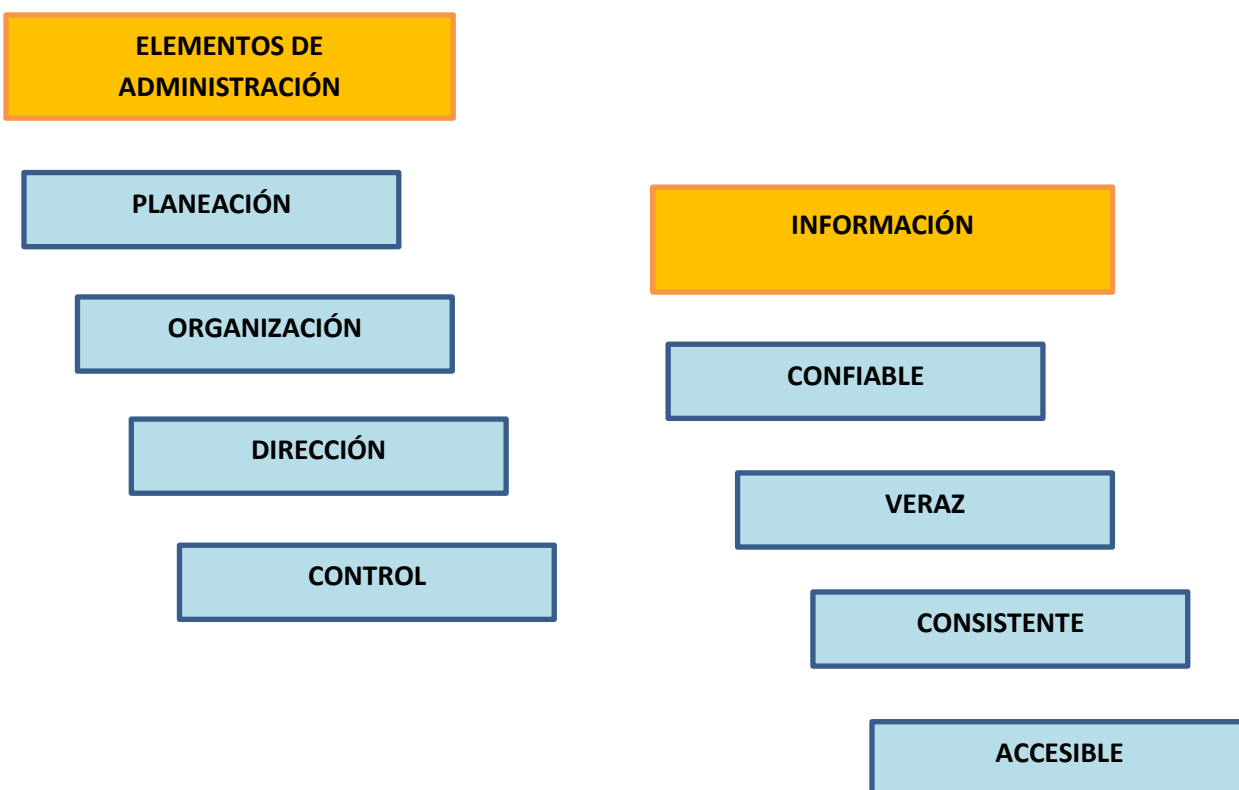 ELEMENTOS DE
ADMINISTRACIÓN
PLANEACIÓN
ORGANIZACIÓN
DIRECCIÓN
CONTROL
INFORMACIÓN
CONFIABLE
VERAZ
CONSISTENTE
ACCESIBLE